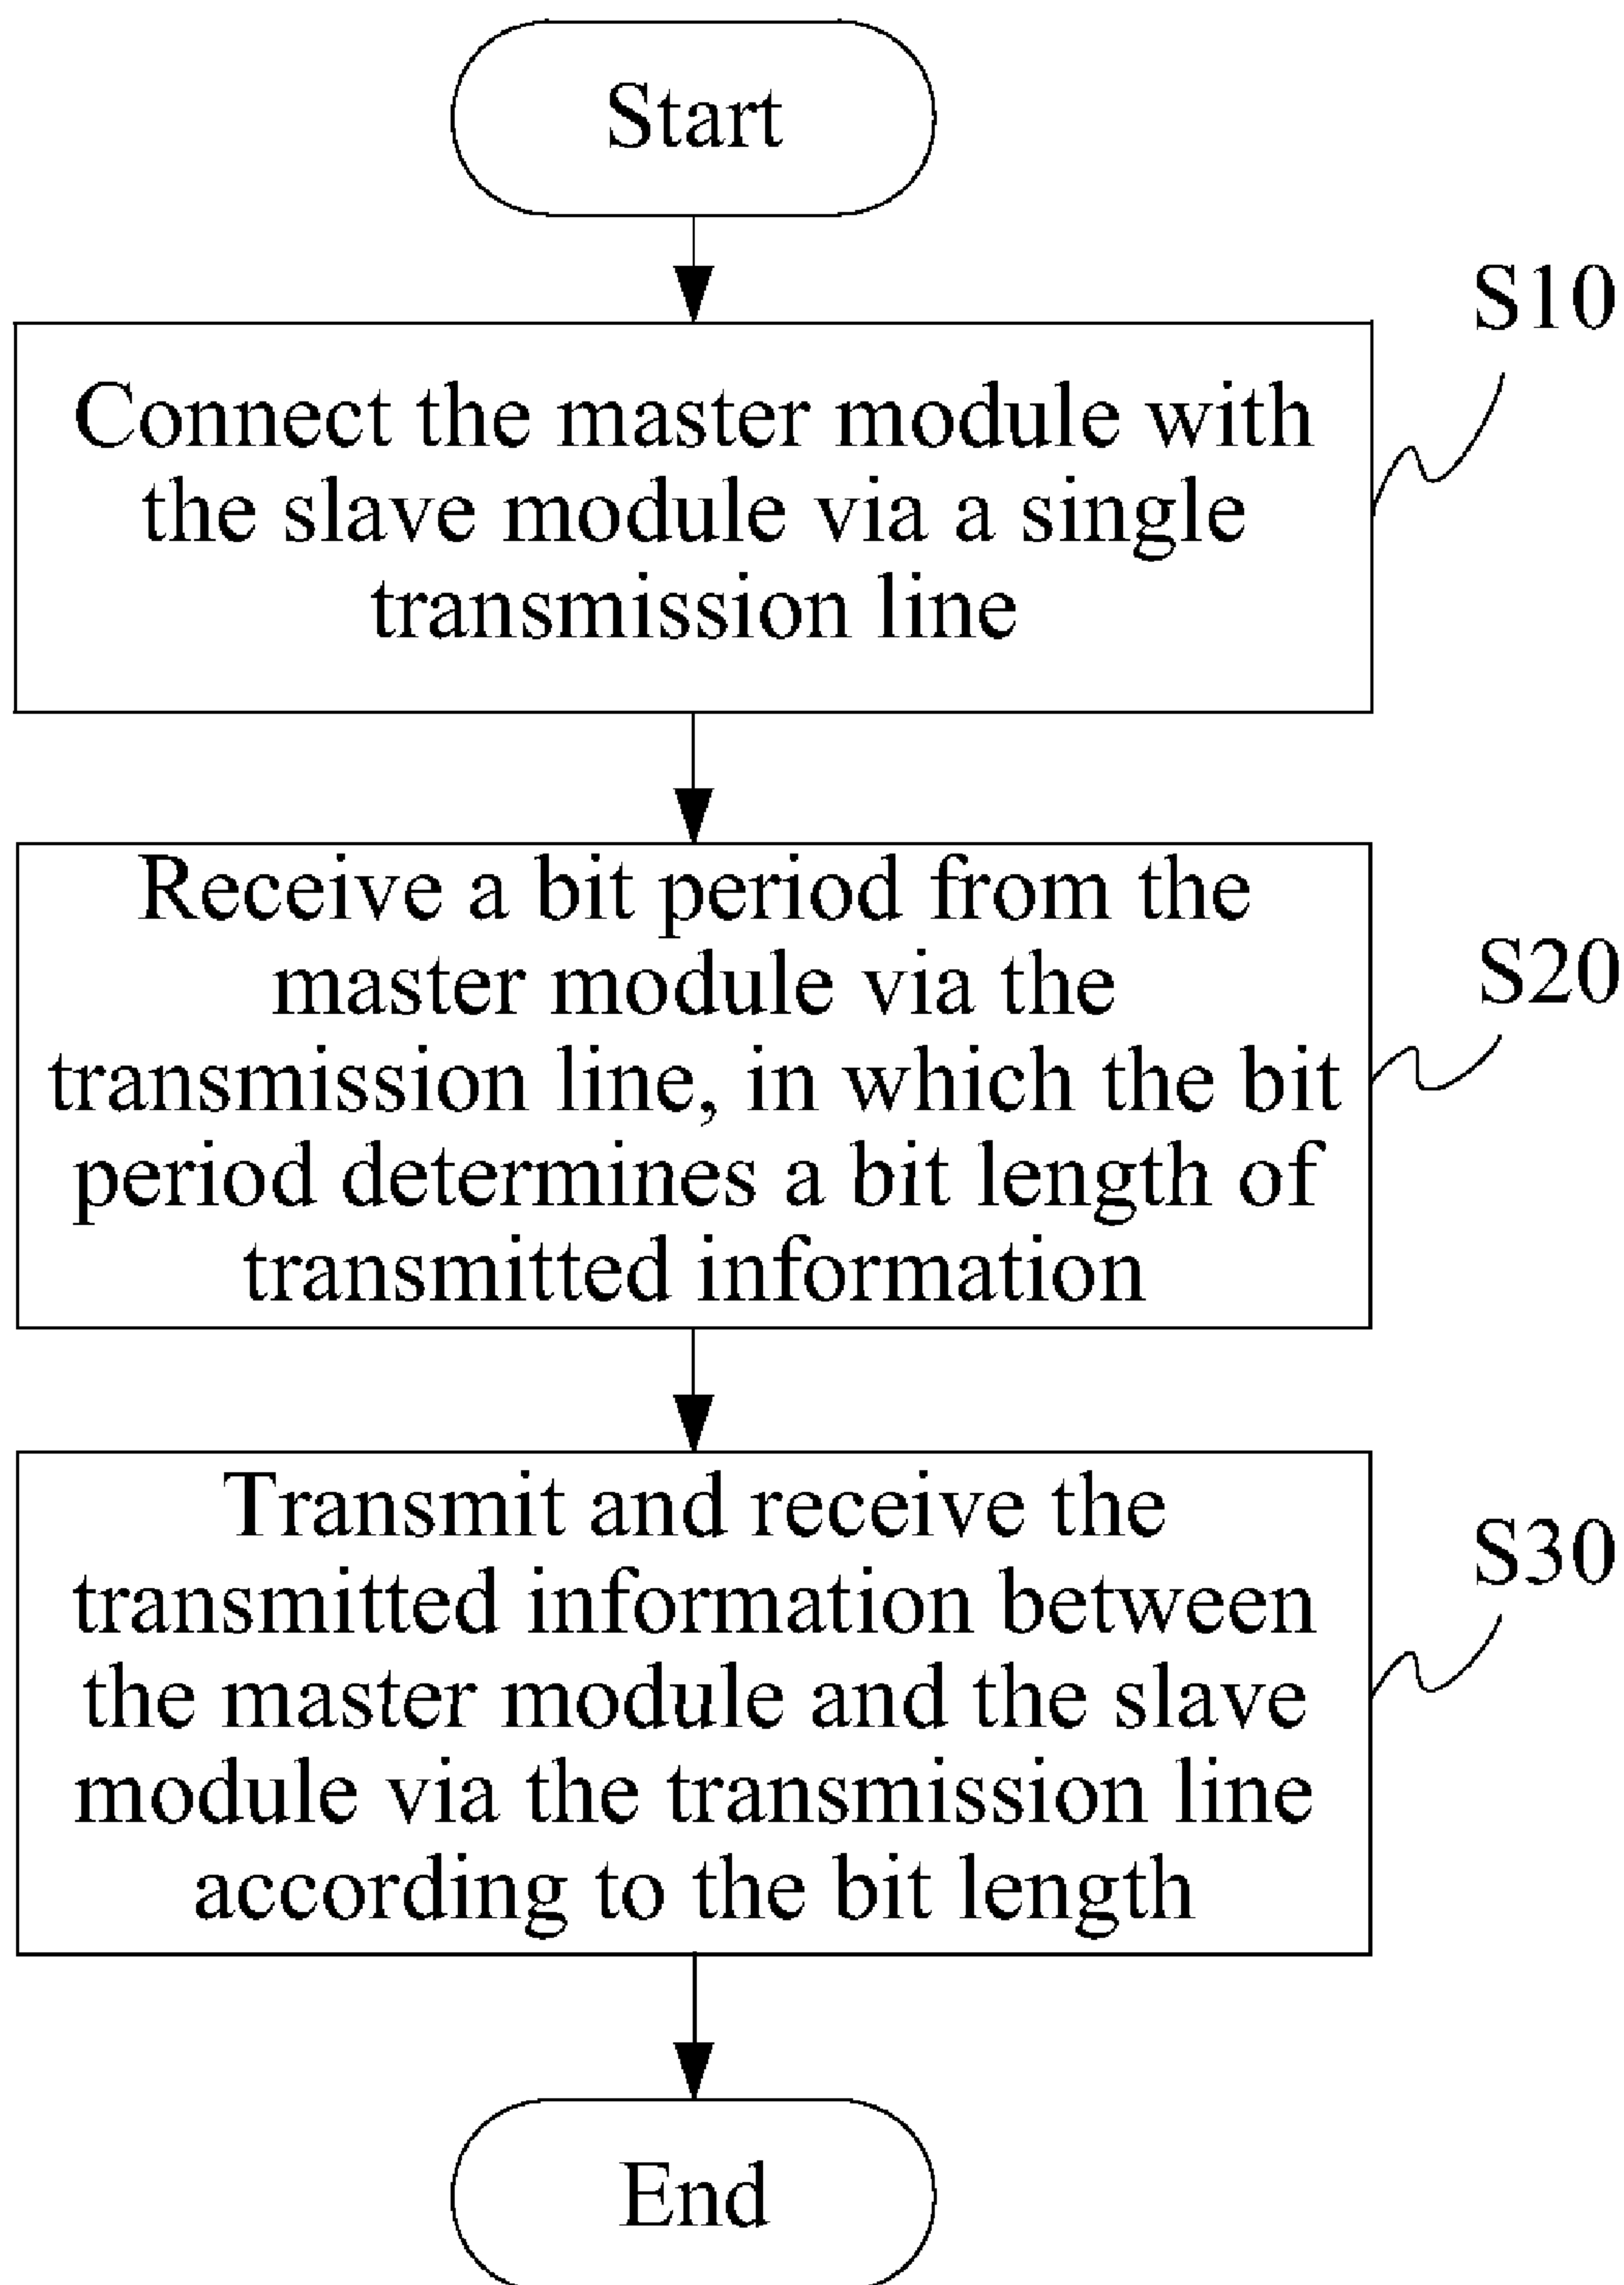 Start
S10
Connect the master module with
the slave module via a single
transmission line
Receive a bit period from the
master module via the
transmission line, in which the bit
period determines a bit length of
transmitted information
S20
Transmit and receive the
transmitted information between
the master module and the slave
module via the transmission line
according to the bit length
S30
End